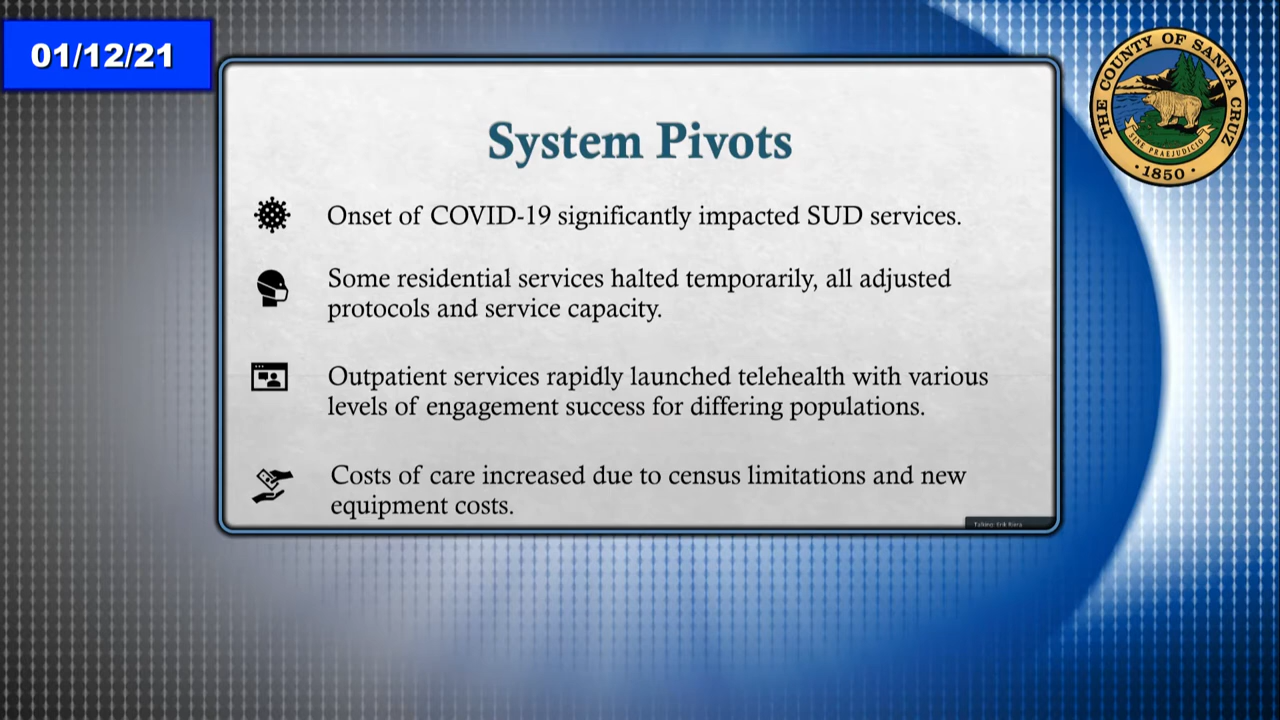 01/12/21
THE COUNTY OF SANTA CRUZ
SINE PRAEJUDICIO
1850
System Pivots
Onset of COVID-19 significantly impacted SUD services.
Some residential services halted temporarily, all adjusted
protocols and service capacity.
Outpatient services rapidly launched telehealth with various
levels of engagement success for differing populations.
Costs of care increased due to census limitations and new
equipment costs.
Talking: Erik Riera